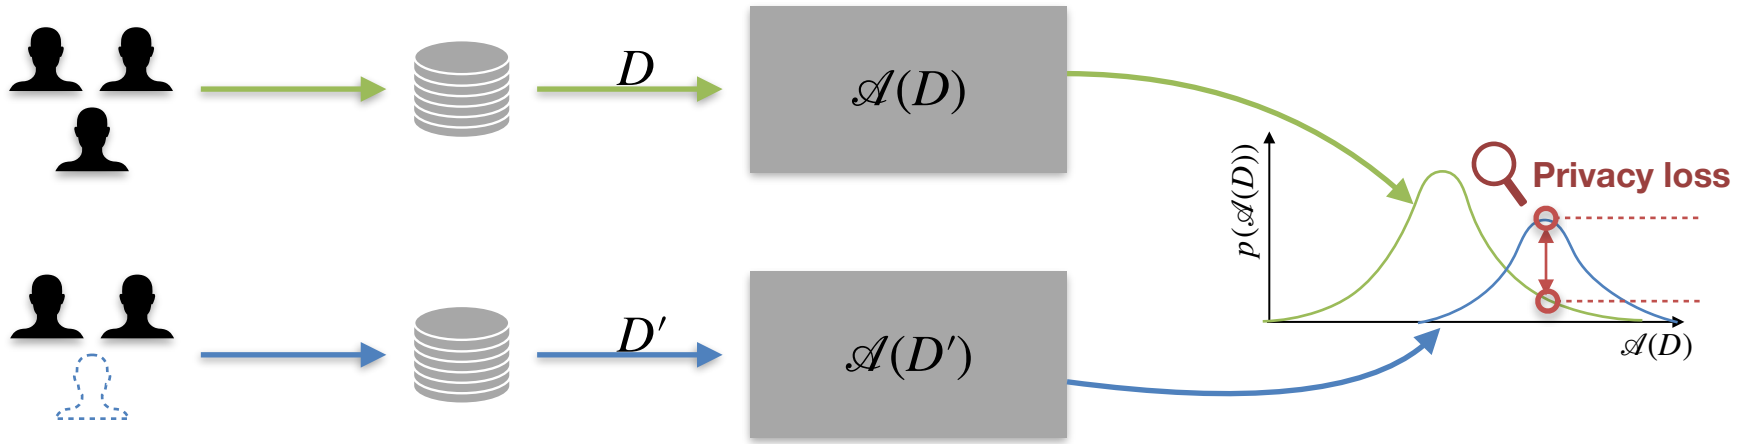 D
𝒜(D)
p(𝒜(D))
Privacy loss
D′
𝒜(D′)
𝒜(D)